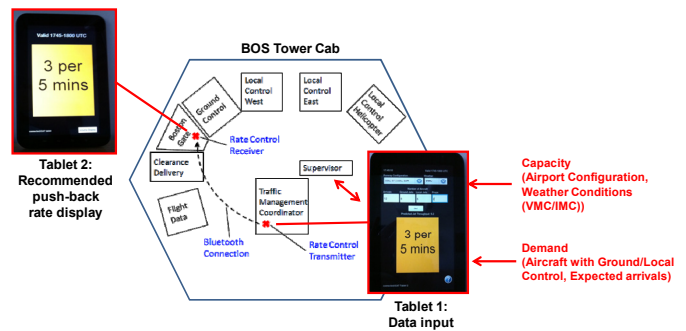 BOS Tower Cab
Valid 1745-1800 UTC
3 per
5 mins
Tablet 2:
Recommended
push-back
rate display
Boston
Gate
Ground
Control
Local
Control
West
Local
Control
East
Local
Control
Helicopter
Rate Control
Receiver
Clearance
Delivery
Supervisor
Flight
Data
Traffic
Management
Coordinator
Bluetooth
Connection
Rate Control
Transmitter
3 per
5 mins
Tablet 1:
Data input
Capacity
(Airport Configuration,
Weather Conditions
(VMC/IMC))
Demand
(Aircraft with Ground/Local
Control, Expected arrivals)